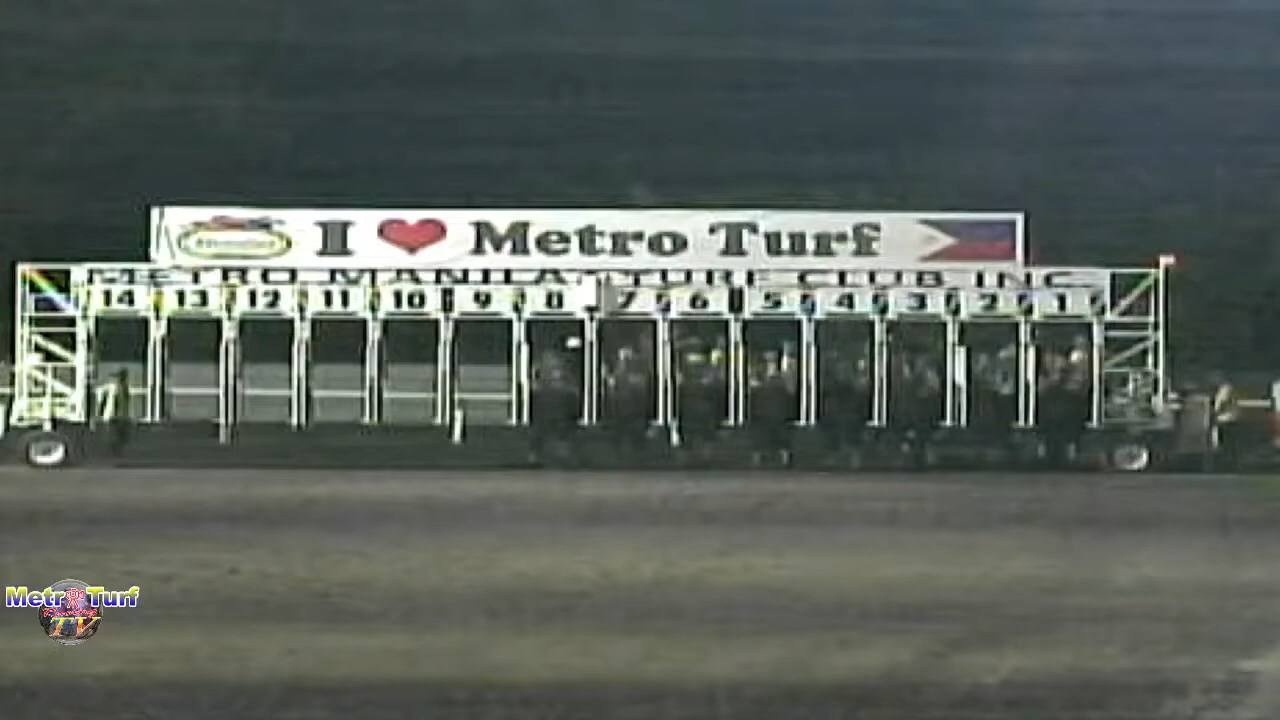 I ❤ Metro Turf
METRO MANILA TURF CLUB INC.
14 13 12 11 10 9 8 7 6 5 4 3 2 1
Metro Turf
TV